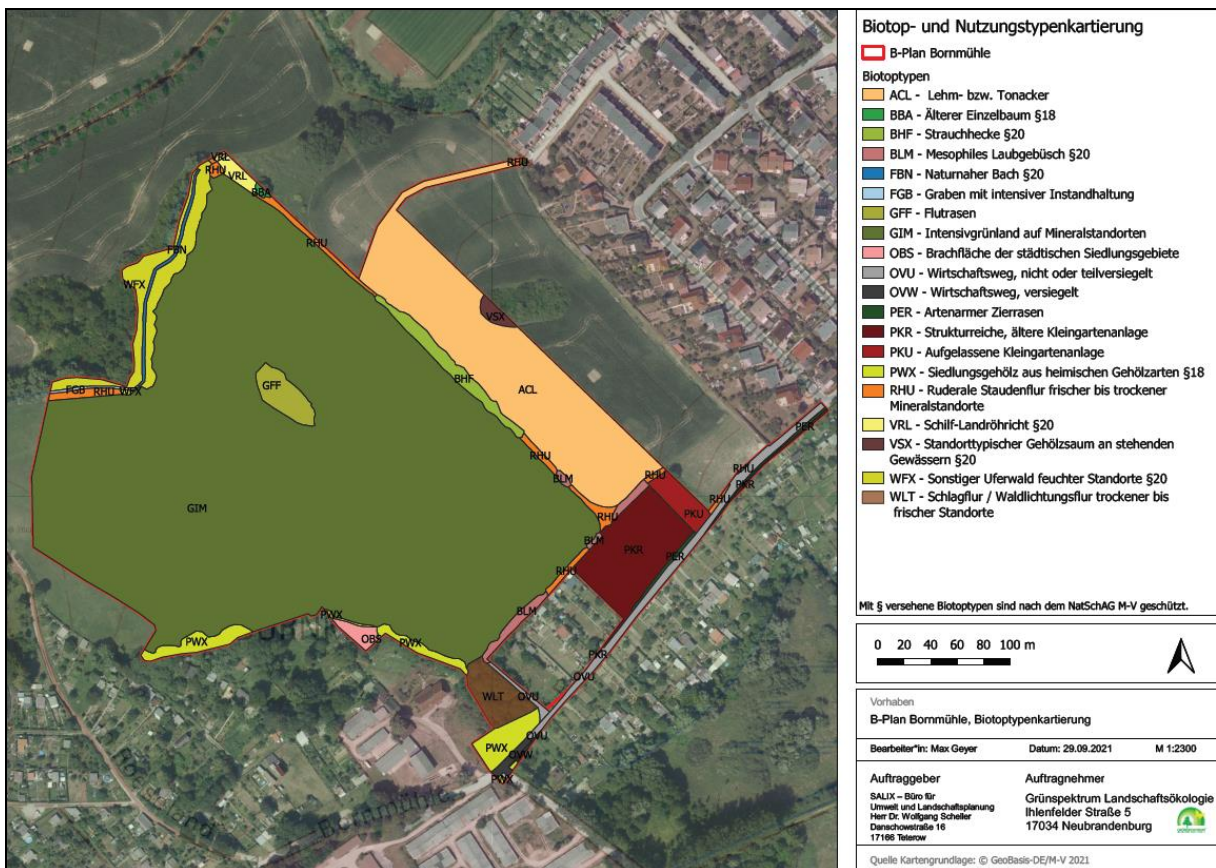 VRL
RHU
VRL
BBA
RHU
RHU
FBN
WFX
VSX
FGB
RHU
WFX
GFF
BHF
ACL
PER
RHU
RHU
BLM
RHU
PKR
RHU
GIM
RHU
PKU
BLM
PKR
PER
RHU
BLM
PWX
PWX
OBS
PWX
PKR
OVU
WLT
OVU
OVU
PWX
OVW
PWX
Biotop- und Nutzungstypenkartierung
B-Plan Bornmühle
Biotoptypen
ACL - Lehm- bzw. Tonacker
BBA - Älterer Einzelbaum §18
BHF - Strauchhecke §20
BLM - Mesophiles Laubgebüsch §20
FBN - Naturnaher Bach §20
FGB - Graben mit intensiver Instandhaltung
GFF - Flutrasen
GIM - Intensivgrünland auf Mineralstandorten
OBS - Brachfläche der städtischen Siedlungsgebiete
OVU - Wirtschaftsweg, nicht oder teilversiegelt
OVW - Wirtschaftsweg, versiegelt
PER - Artenarmer Zierrasen
PKR - Strukturreiche, ältere Kleingartenanlage
PKU - Aufgelassene Kleingartenanlage
PWX - Siedlungsgehölz aus heimischen Gehölzarten §18
RHU - Ruderale Staudenflur frischer bis trockener
Mineralstandorte
VRL - Schilf-Landröhricht §20
VSX - Standorttypischer Gehölzsaum an stehenden
Gewässern §20
WFX - Sonstiger Uferwald feuchter Standorte §20
WLT - Schlagflur / Waldlichtungsflur trockener bis
frischer Standorte
Mit § versehene Biotoptypen sind nach dem NatSchAG M-V geschützt.
0 20 40 60 80 100 m
Vorhaben
B-Plan Bornmühle, Biotoptypenkartierung
Bearbeiter*in: Max Geyer Datum: 29.09.2021 M 1:2300
Auftraggeber
SALIX – Büro für
Umwelt und Landschaftsplanung
Herr Dr. Wolfgang Scheller
Danschowstraße 16
17166 Teterow
Auftragnehmer
Grünspektrum Landschaftsökologie
Ihlenfelder Straße 5
17034 Neubrandenburg
Quelle Kartengrundlage: © GeoBasis-DE/M-V 2021